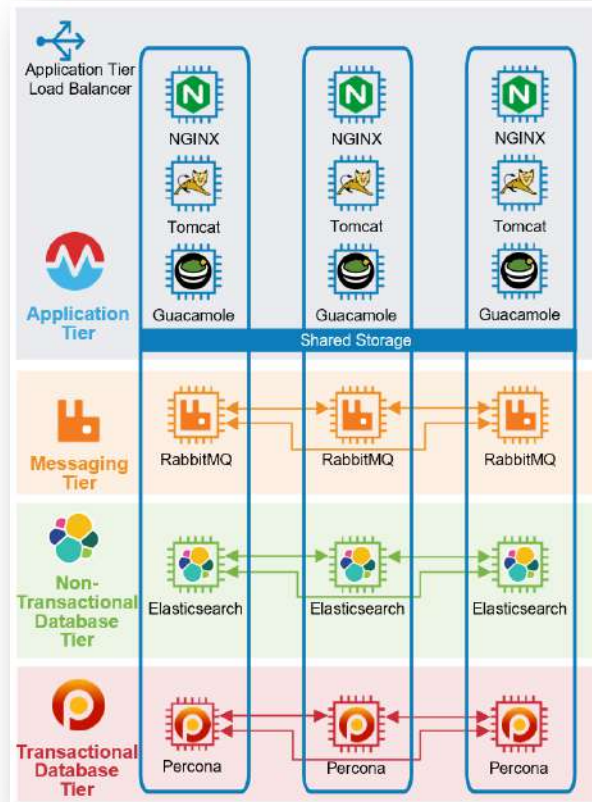 Application Tier
Load Balancer
NGINX
NGINX
NGINX
Tomcat
Tomcat
Tomcat
Application
Tier
Guacamole
Guacamole
Guacamole
Shared Storage
Messaging
Tier
RabbitMQ
RabbitMQ
RabbitMQ
Non-
Transactional
Database
Tier
Elasticsearch
Elasticsearch
Elasticsearch
Transactional
Database
Tier
Percona
Percona
Percona